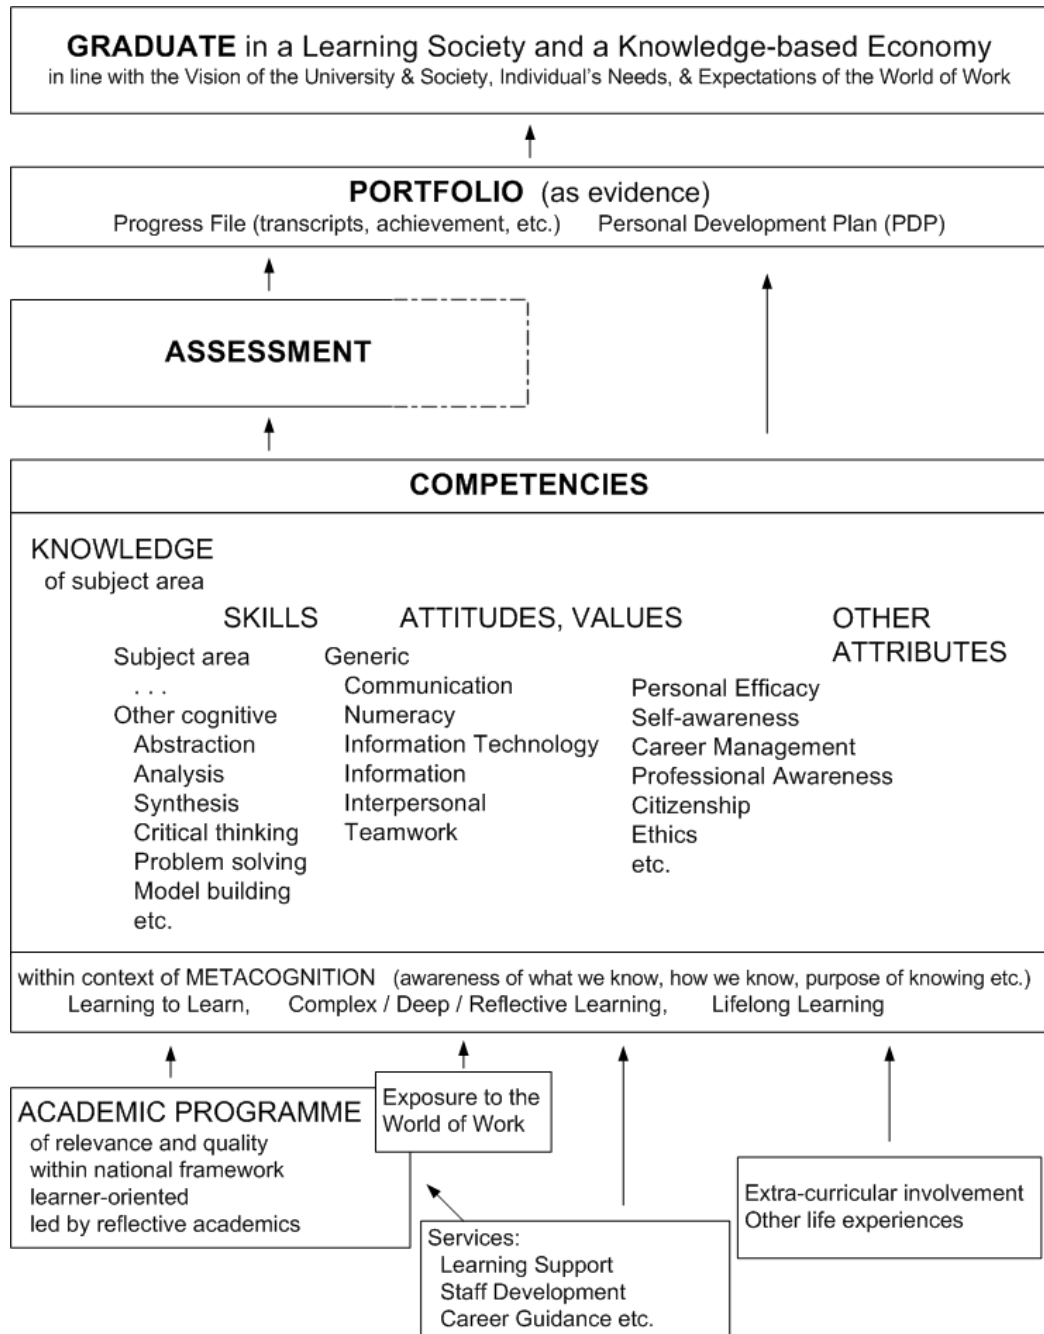 GRADUATE in a Learning Society and a Knowledge-based Economy
in line with the Vision of the University & Society, Individual's Needs, & Expectations of the World of Work
PORTFOLIO (as evidence)
Progress File (transcripts, achievement, etc.) Personal Development Plan (PDP)
ASSESSMENT
COMPETENCIES
KNOWLEDGE
of subject area
SKILLS
Subject area
. . .
Other cognitive
Abstraction
Analysis
Synthesis
Critical thinking
Problem solving
Model building
etc.
ATTITUDES, VALUES
Generic
Communication
Numeracy
Information Technology
Information
Interpersonal
Teamwork
OTHER
ATTRIBUTES
Personal Efficacy
Self-awareness
Career Management
Professional Awareness
Citizenship
Ethics
etc.
within context of METACOGNITION (awareness of what we know, how we know, purpose of knowing etc.)
Learning to Learn, Complex / Deep / Reflective Learning, Lifelong Learning
ACADEMIC PROGRAMME
of relevance and quality
within national framework
learner-oriented
led by reflective academics
Exposure to the
World of Work
Services:
Learning Support
Staff Development
Career Guidance etc.
Extra-curricular involvement
Other life experiences